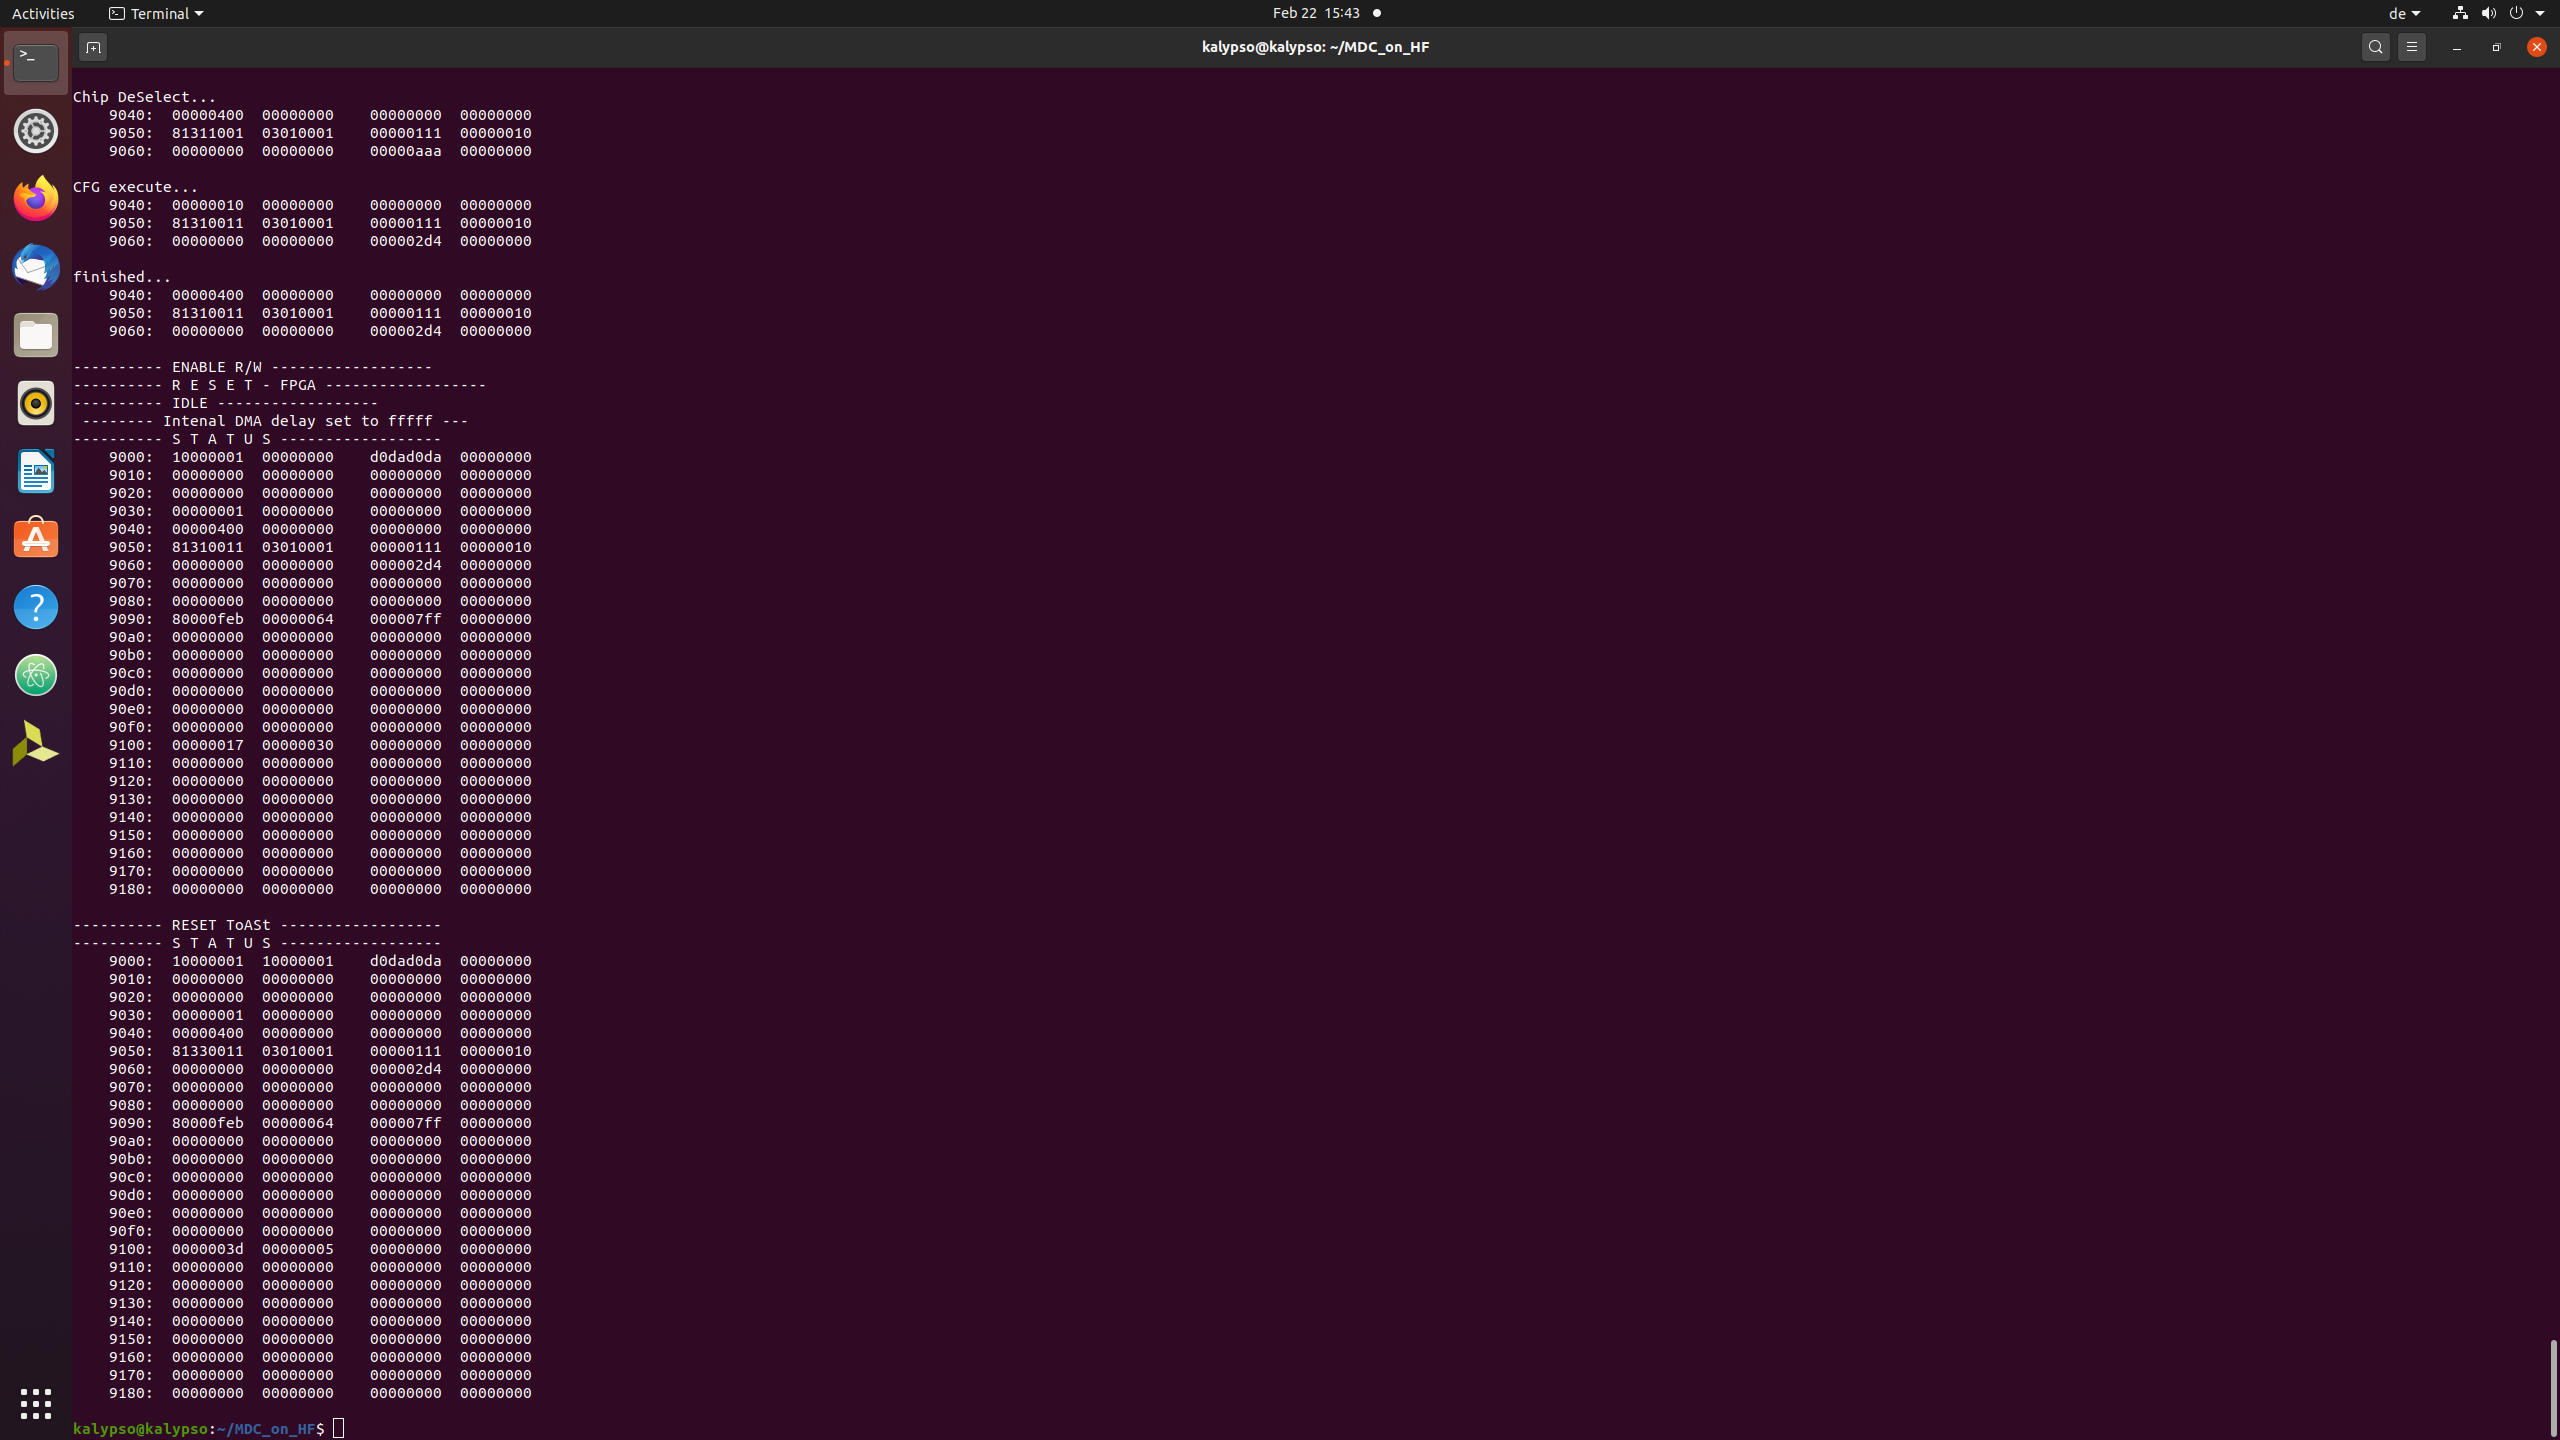 Activities Terminal Feb 22 15:43 de
kalypso@kalypso: ~/MDC_on_HF
Chip DeSelect...
9040: 00000400 00000000 00000000 00000000
9050: 81311001 03010001 00000111 00000010
9060: 00000000 00000000 00000aaa 00000000
CFG execute...
9040: 00000010 00000000 00000000 00000000
9050: 81310011 03010001 00000111 00000010
9060: 00000000 00000000 000002d4 00000000
finished...
9040: 00000400 00000000 00000000 00000000
9050: 81310011 03010001 00000111 00000010
9060: 00000000 00000000 000002d4 00000000
---------- ENABLE R/W ------------------
---------- R E S E T - FPGA ------------------
---------- IDLE ------------------
-------- Intenal DMA delay set to fffff ---
---------- S T A T U S ------------------
9000: 10000001 00000000 d0dad0da 00000000
9010: 00000000 00000000 00000000 00000000
9020: 00000000 00000000 00000000 00000000
9030: 00000001 00000000 00000000 00000000
9040: 00000400 00000000 00000000 00000000
9050: 81310011 03010001 00000111 00000010
9060: 00000000 00000000 000002d4 00000000
9070: 00000000 00000000 00000000 00000000
9080: 00000000 00000000 00000000 00000000
9090: 80000feb 00000064 000007ff 00000000
90a0: 00000000 00000000 00000000 00000000
90b0: 00000000 00000000 00000000 00000000
90c0: 00000000 00000000 00000000 00000000
90d0: 00000000 00000000 00000000 00000000
90e0: 00000000 00000000 00000000 00000000
90f0: 00000000 00000000 00000000 00000000
9100: 00000017 00000030 00000000 00000000
9110: 00000000 00000000 00000000 00000000
9120: 00000000 00000000 00000000 00000000
9130: 00000000 00000000 00000000 00000000
9140: 00000000 00000000 00000000 00000000
9150: 00000000 00000000 00000000 00000000
9160: 00000000 00000000 00000000 00000000
9170: 00000000 00000000 00000000 00000000
9180: 00000000 00000000 00000000 00000000
---------- RESET ToASt ------------------
---------- S T A T U S ------------------
9000: 10000001 10000001 d0dad0da 00000000
9010: 00000000 00000000 00000000 00000000
9020: 00000000 00000000 00000000 00000000
9030: 00000001 00000000 00000000 00000000
9040: 00000400 00000000 00000000 00000000
9050: 81330011 03010001 00000111 00000010
9060: 00000000 00000000 000002d4 00000000
9070: 00000000 00000000 00000000 00000000
9080: 00000000 00000000 00000000 00000000
9090: 80000feb 00000064 000007ff 00000000
90a0: 00000000 00000000 00000000 00000000
90b0: 00000000 00000000 00000000 00000000
90c0: 00000000 00000000 00000000 00000000
90d0: 00000000 00000000 00000000 00000000
90e0: 00000000 00000000 00000000 00000000
90f0: 00000000 00000000 00000000 00000000
9100: 0000003d 00000005 00000000 00000000
9110: 00000000 00000000 00000000 00000000
9120: 00000000 00000000 00000000 00000000
9130: 00000000 00000000 00000000 00000000
9140: 00000000 00000000 00000000 00000000
9150: 00000000 00000000 00000000 00000000
9160: 00000000 00000000 00000000 00000000
9170: 00000000 00000000 00000000 00000000
9180: 00000000 00000000 00000000 00000000
kalypso@kalypso:~/MDC_on_HF$